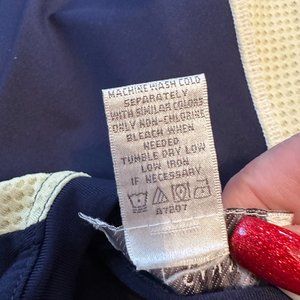 MACHINE WASH COLD
SEPARATELY
WITH SIMILAR COLORS
ONLY NON-CHLORINE
BLEACH WHEN
NEEDED
TUMBLE DRY LOW
LOW IRON
IF NECESSARY
A7807